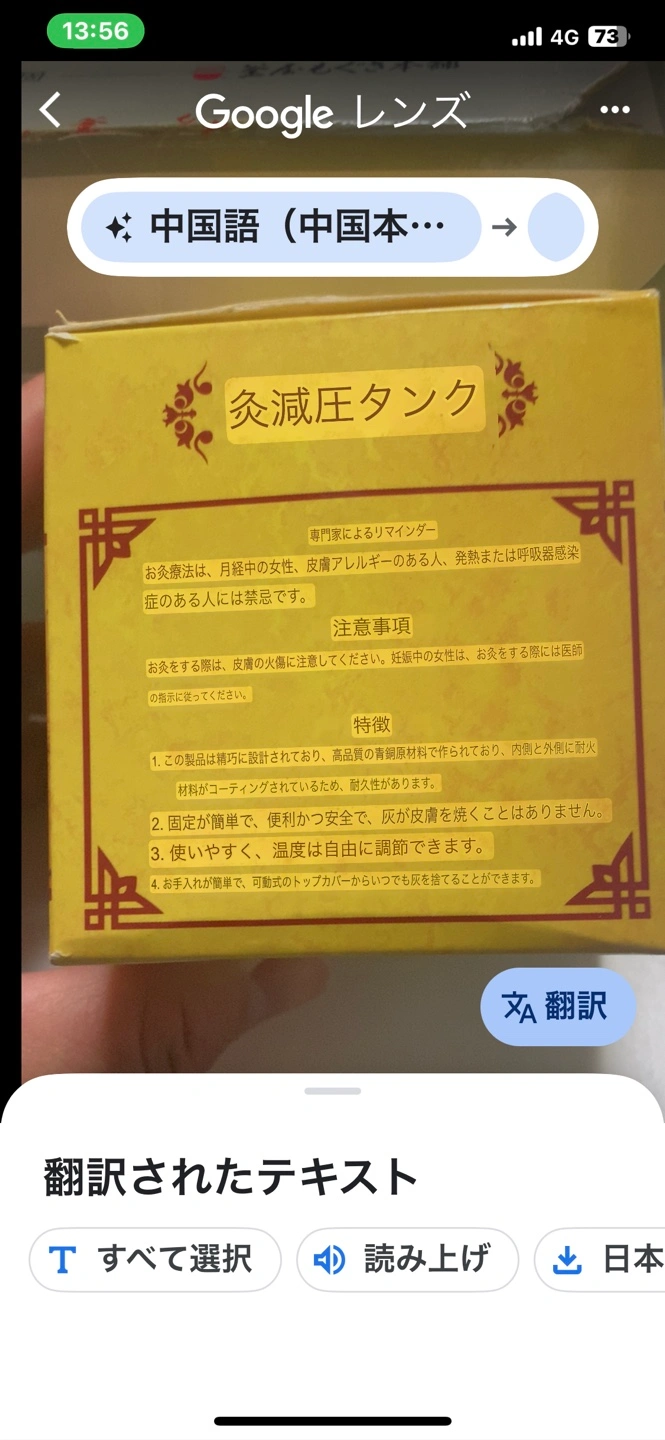 13:56
4G 73
Google レンズ
中国語（中国本…
灸減圧タンク
専門家によるリマインダー
お灸療法は、月経中の女性、皮膚アレルギーのある人、発熱または呼吸器感染
症のある人には禁忌です。
注意事項
お灸をする際は、皮膚の火傷に注意してください。妊娠中の女性は、お灸をする際には医師
の指示に従ってください。
特徴
1. この製品は精巧に設計されており、高品質の青銅原材料で作られており、内側と外側に耐火
材料がコーティングされているため、耐久性があります。
2. 固定が簡単で、便利かつ安全で、灰が皮膚を焼くことはありません。
3. 使いやすく、温度は自由に調節できます。
4. お手入れが簡単で、可動式のトップカバーからいつでも灰を捨てることができます。
翻訳
翻訳されたテキスト
すべて選択
読み上げ
日本